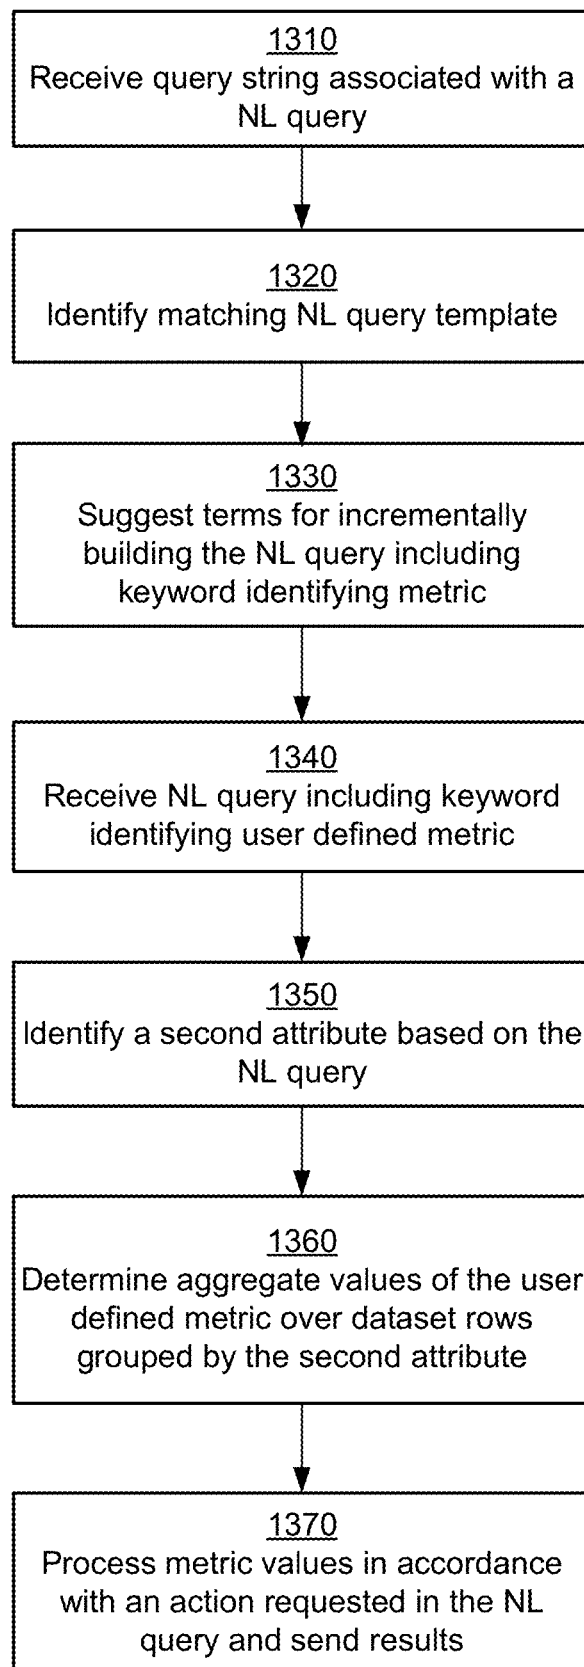 1310
Receive query string associated with a
NL query
1320
Identify matching NL query template
1330
Suggest terms for incrementally
building the NL query including
keyword identifying metric
1340
Receive NL query including keyword
identifying user defined metric
1350
Identify a second attribute based on the
NL query
1360
Determine aggregate values of the user
defined metric over dataset rows
grouped by the second attribute
1370
Process metric values in accordance
with an action requested in the NL
query and send results